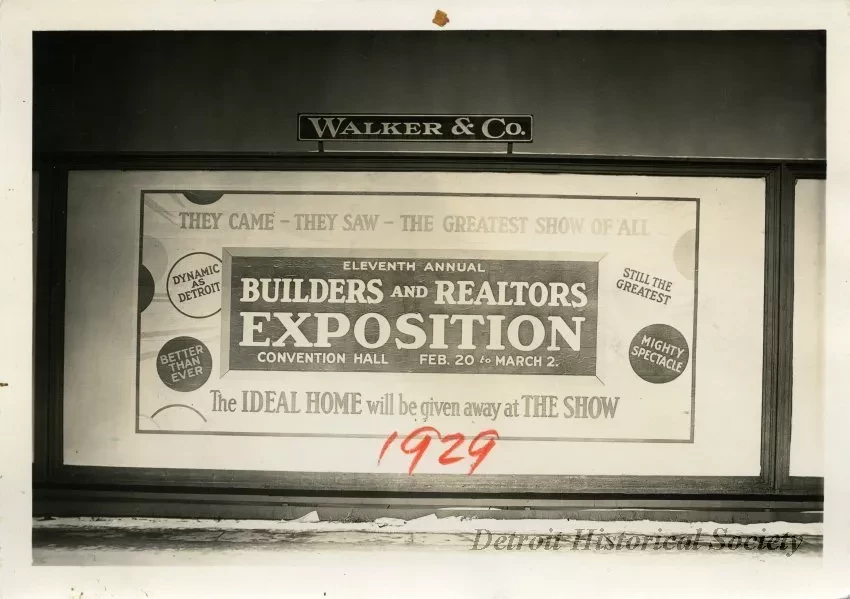 WALKER & CO.
THEY CAME - THEY SAW - THE GREATEST SHOW OF ALL
ELEVENTH ANNUAL
BUILDERS AND REALTORS
EXPOSITION
CONVENTION HALL FEB. 20 to MARCH 2.
DYNAMIC
AS
DETROIT
BETTER
THAN
EVER
STILL THE
GREATEST
MIGHTY
SPECTACLE
The IDEAL HOME will be given away at THE SHOW
1929
Detroit Historical Society